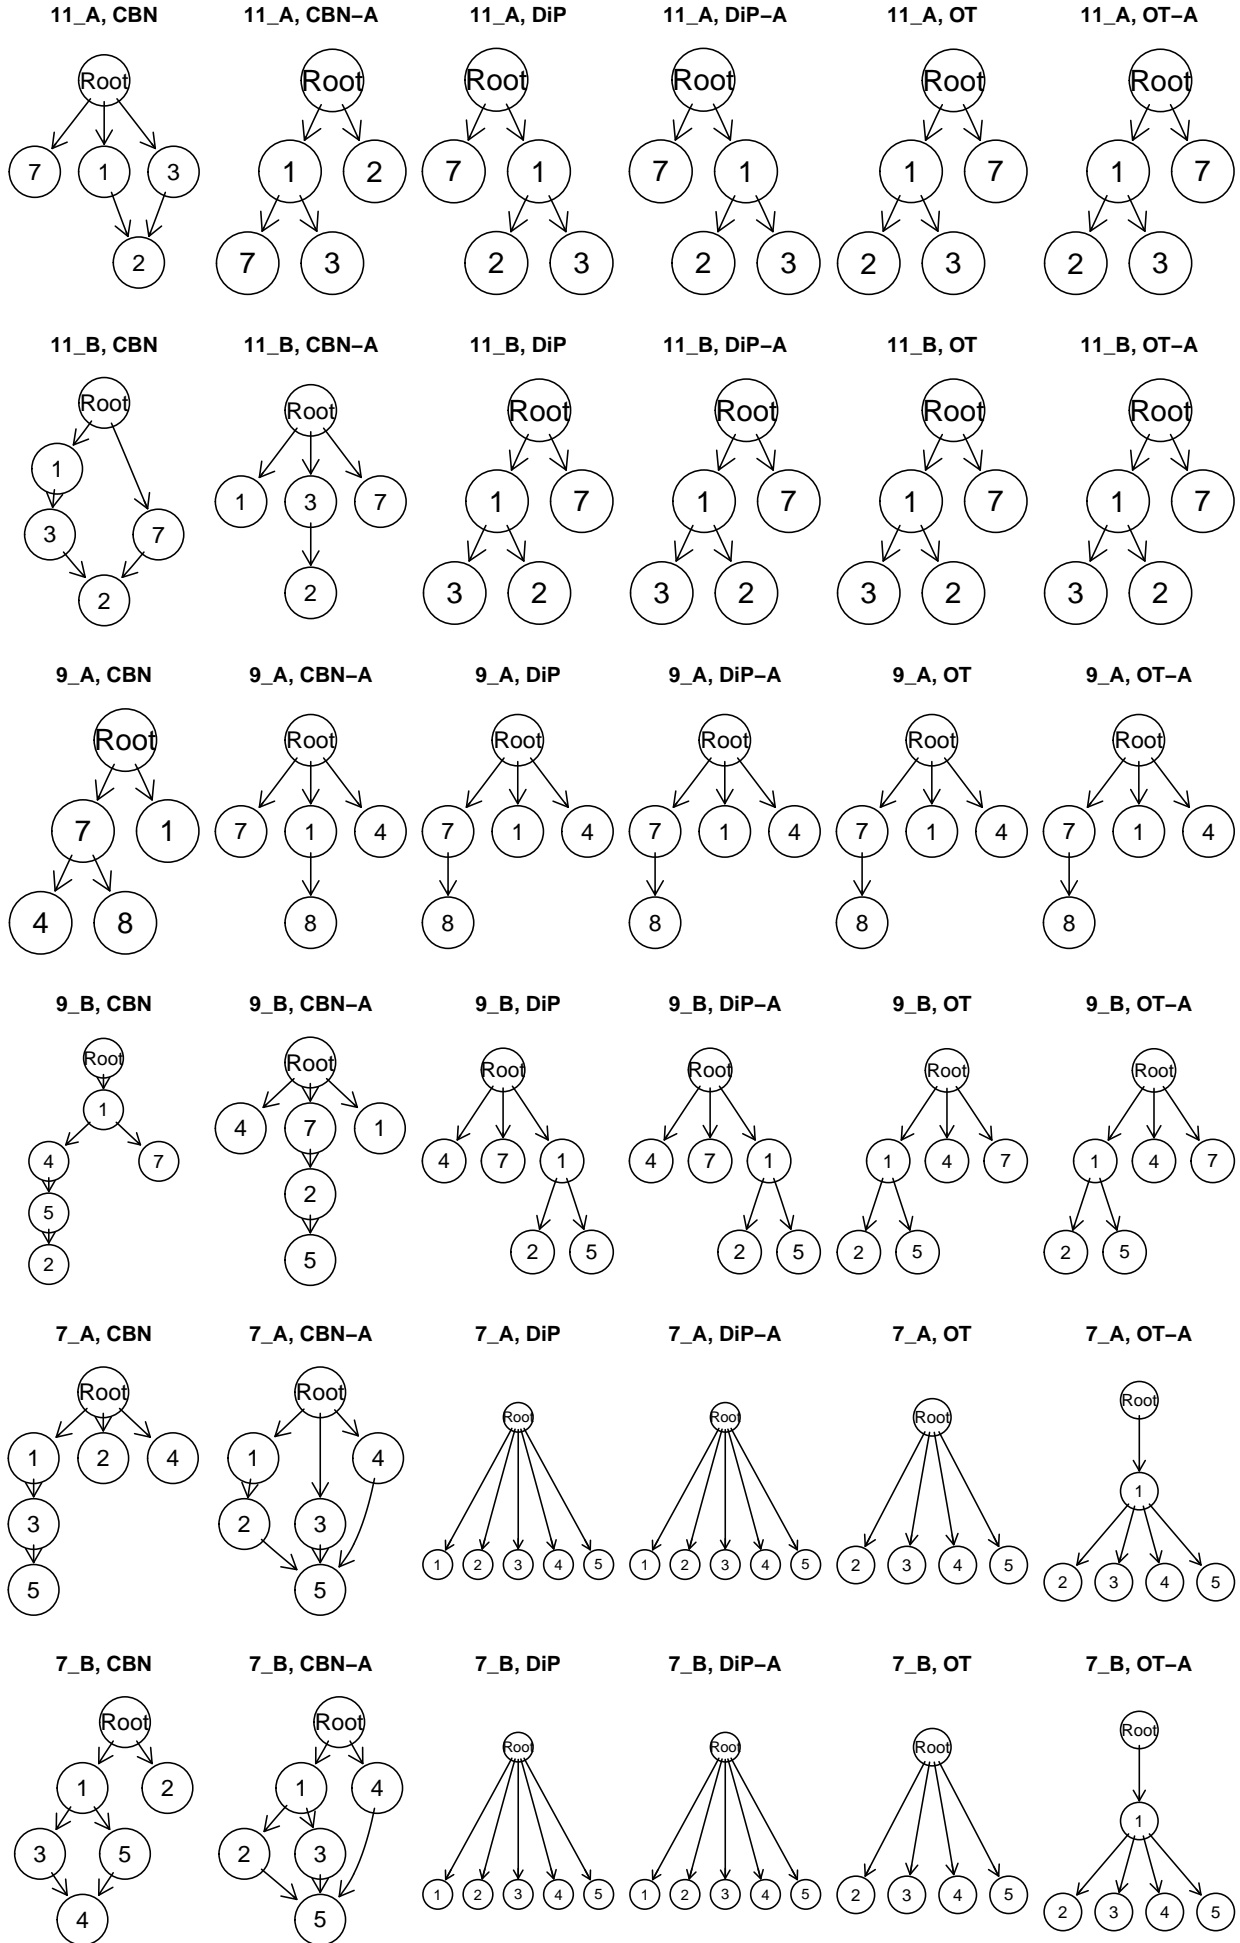 11_A, CBN 11_A, CBN−A 11_A, DiP 11_A, DiP−A 11_A, OT 11_A, OT−A
Root Root Root Root Root Root
7 1 3 1 2 7 1 7 1 1 7 1 7
2 7 3 2 3 2 3 2 3 2 3
11_B, CBN 11_B, CBN−A 11_B, DiP 11_B, DiP−A 11_B, OT 11_B, OT−A
Root Root Root Root Root Root
1
1 3 7 1 7 1 7 1 7 1 7
3 7
2 2 3 2 3 2 3 2 3 2
9_A, CBN 9_A, CBN−A 9_A, DiP 9_A, DiP−A 9_A, OT 9_A, OT−A
Root Root Root Root Root Root
7 1 7 1 4 7 1 4 7 1 4 7 1 4 7 1 4
4 8 8 8 8 8 8
9_B, CBN 9_B, CBN−A 9_B, DiP 9_B, DiP−A 9_B, OT 9_B, OT−A
Root Root Root Root Root Root
1 4 7 1
4 7 4 7 1 4 7 1 1 4 7 1 4 7
2
5
2 5 2 5 2 5 2 5 2 5
7_A, CBN 7_A, CBN−A 7_A, DiP 7_A, DiP−A 7_A, OT 7_A, OT−A
Root Root Root Root Root Root
1 2 4 1 4
1
3 2 3
1 2 3 4 5 1 2 3 4 5 2 3 4 5 2 3 4 5
5 5
7_B, CBN 7_B, CBN−A 7_B, DiP 7_B, DiP−A 7_B, OT 7_B, OT−A
Root Root Root Root Root Root
1 2 1 4
1
3 5 2 3
1 2 3 4 5 1 2 3 4 5 2 3 4 5 2 3 4 5
4 5